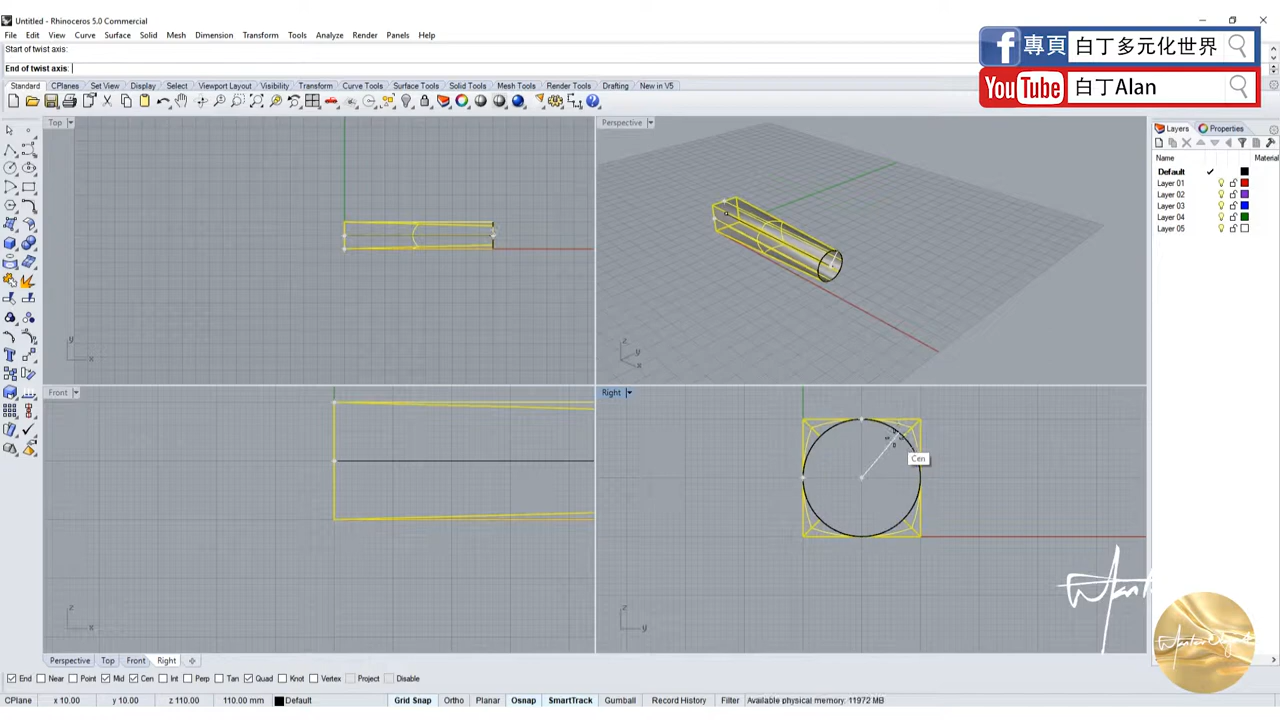 Untitled - Rhinoceros 5.0 Commercial
File Edit View Curve Surface Solid Mesh Dimension Transform Tools Analyze Render Panels Help
Start of twist axis:
End of twist axis:
專頁 白丁多元化世界
YouTube 白丁Alan
Standard CPlanes Set View Display Select Viewport Layout Visibility Transform Curve Tools Surface Tools Solid Tools Mesh Tools Render Tools Drafting New in V5
Top
Perspective
Layers Properties
Name Material
Default
Layer 01
Layer 02
Layer 03
Layer 04
Layer 05
y
x
z
y
x
Front
Right
Cen
z
x
z
y
Perspective Top Front Right
End Near Point Mid Cen Int Perp Tan Quad Knot Vertex Project Disable
CPlane x 10.00 y 10.00 z 110.00 110.00 mm Default Grid Snap Ortho Planar Osnap SmartTrack Gumball Record History Filter Available physical memory: 11972 MB